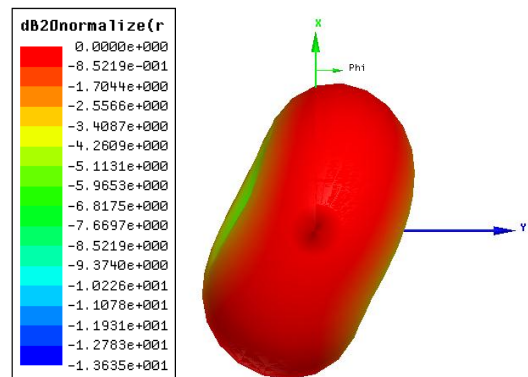 dB20normalize(r
0.0000e+000
-8.5219e-001
-1.7044e+000
-2.5566e+000
-3.4087e+000
-4.2609e+000
-5.1131e+000
-5.9653e+000
-6.8175e+000
-7.6697e+000
-8.5219e+000
-9.3740e+000
-1.0226e+001
-1.1078e+001
-1.1931e+001
-1.2783e+001
-1.3635e+001
X
Phi
Y